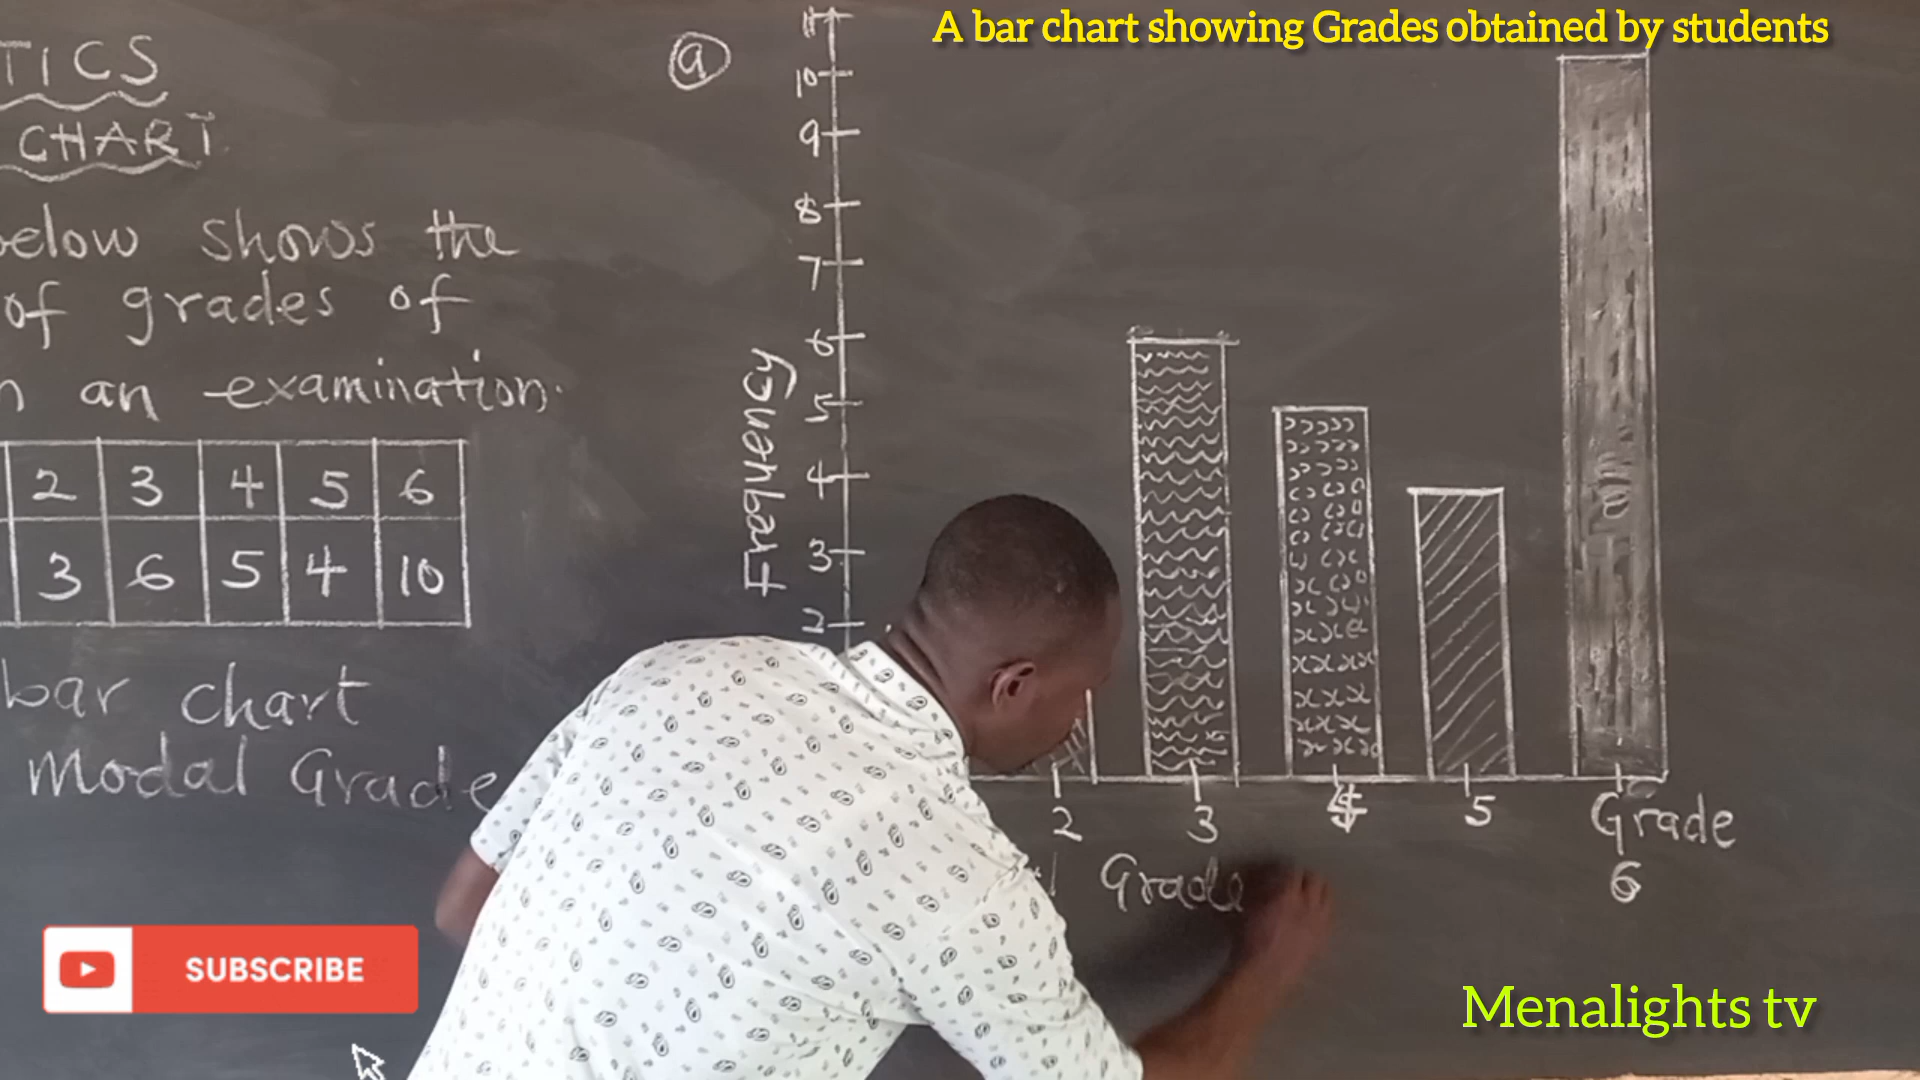 A bar chart showing Grades obtained by students
TICS
CHART
below shows the
of grades of
an examination.
2 3 4 5 6
3 6 5 4 10
bar chart
Modal Grade
a
11
10
9
8
7
6
5
4
3
2
Frequency
2 3 4 5 Grade
6
Grade
SUBSCRIBE
Menalights tv